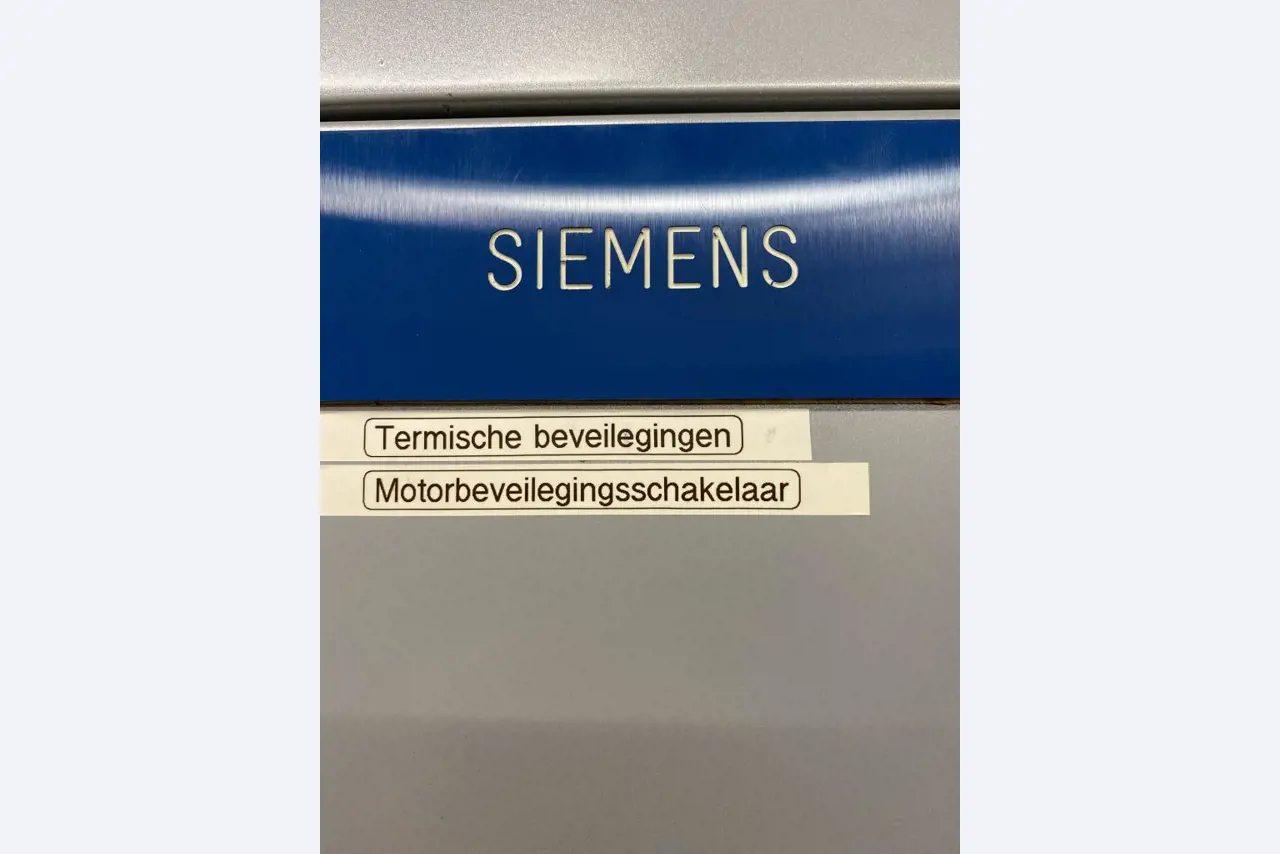 SIEMENS
Termische beveilegingen
Motorbeveilegingsschakelaar